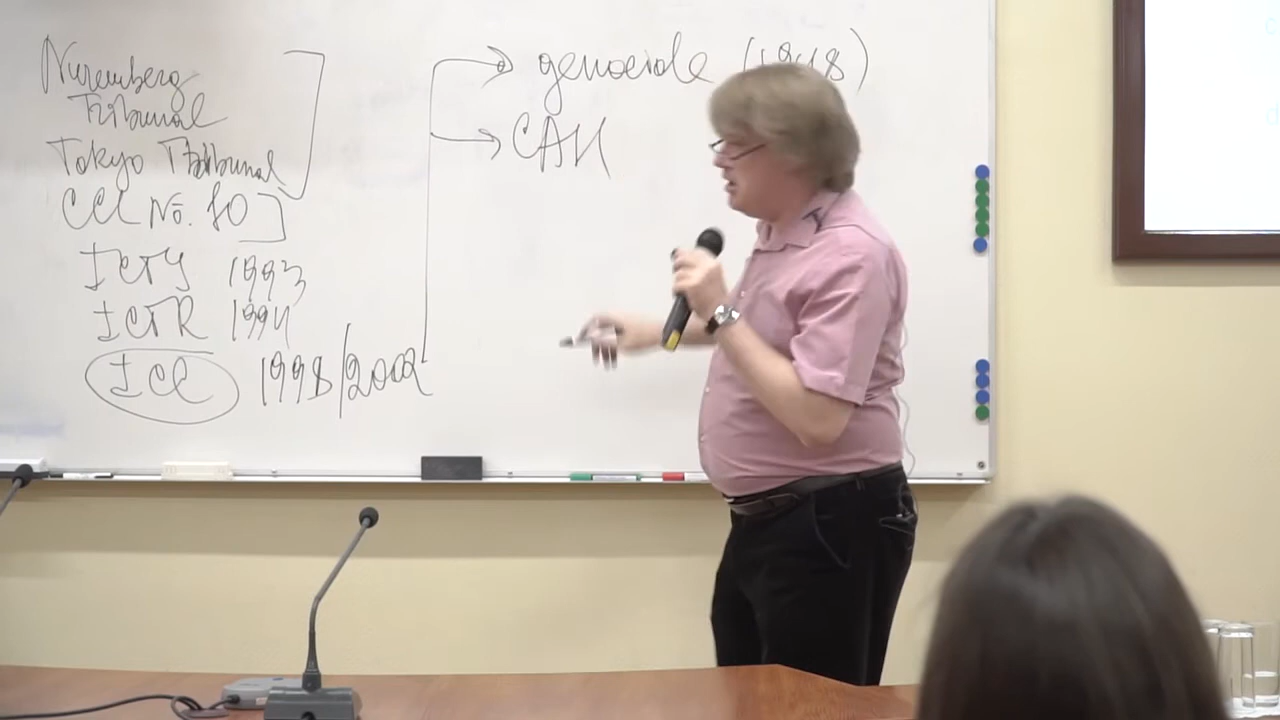 Nuremberg
Tribunal
Tokyo Tribunal
CCL No. 10
ICTY 1993
ICTR 1994
ICC 1998/2002
genocide (1948)
CAH